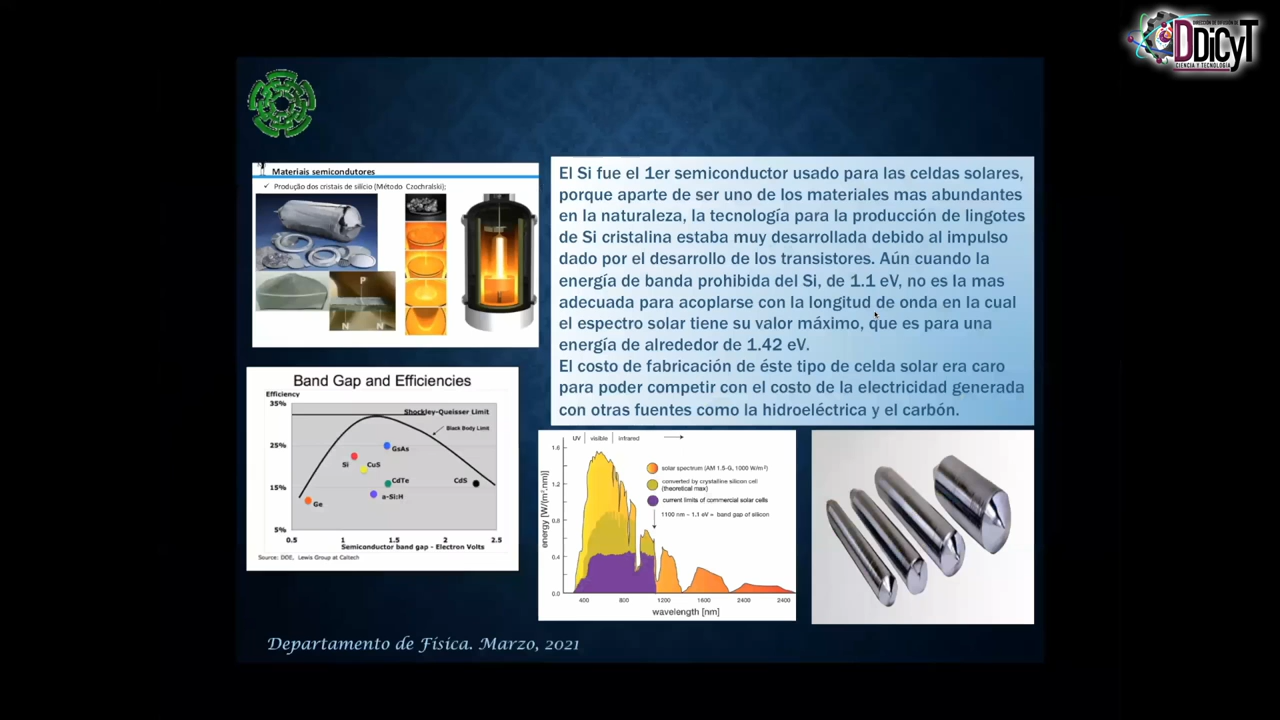 DIRECCIÓN DE DIFUSIÓN DE
DDiCyT
CIENCIA Y TECNOLOGÍA
Materiais semicondutores
✓ Produção dos cristais de silício (Método Czochralski);
P
N N
El Si fue el 1er semiconductor usado para las celdas solares,
porque aparte de ser uno de los materiales mas abundantes
en la naturaleza, la tecnología para la producción de lingotes
de Si cristalina estaba muy desarrollada debido al impulso
dado por el desarrollo de los transistores. Aún cuando la
energía de banda prohibida del Si, de 1.1 eV, no es la mas
adecuada para acoplarse con la longitud de onda en la cual
el espectro solar tiene su valor máximo, que es para una
energía de alrededor de 1.42 eV.
El costo de fabricación de éste tipo de celda solar era caro
para poder competir con el costo de la electricidad generada
con otras fuentes como la hidroeléctrica y el carbón.
Band Gap and Efficiencies
Efficiency
35%
Shockley-Queisser Limit
Black Body Limit
25%
GsAs
Si
CuS
CdTe
CdS
15%
a-Si:H
Ge
5%
0.5 1 1.5 2 2.5
Semiconductor band gap - Electron Volts
Source: DOE, Lewis Group at Caltech
UV visible infrared
1.6
solar spectrum (AM 1.5-G, 1000 W/m²)
1.2
converted by crystalline silicon cell
(theoretical max)
current limits of commercial solar cells
1100 nm ~ 1.1 eV = band gap of silicon
0.8
energy [W/(m².nm)]
0.4
0.0
400 800 1200 1600 2400 2400
wavelength [nm]
Departamento de Física. Marzo, 2021